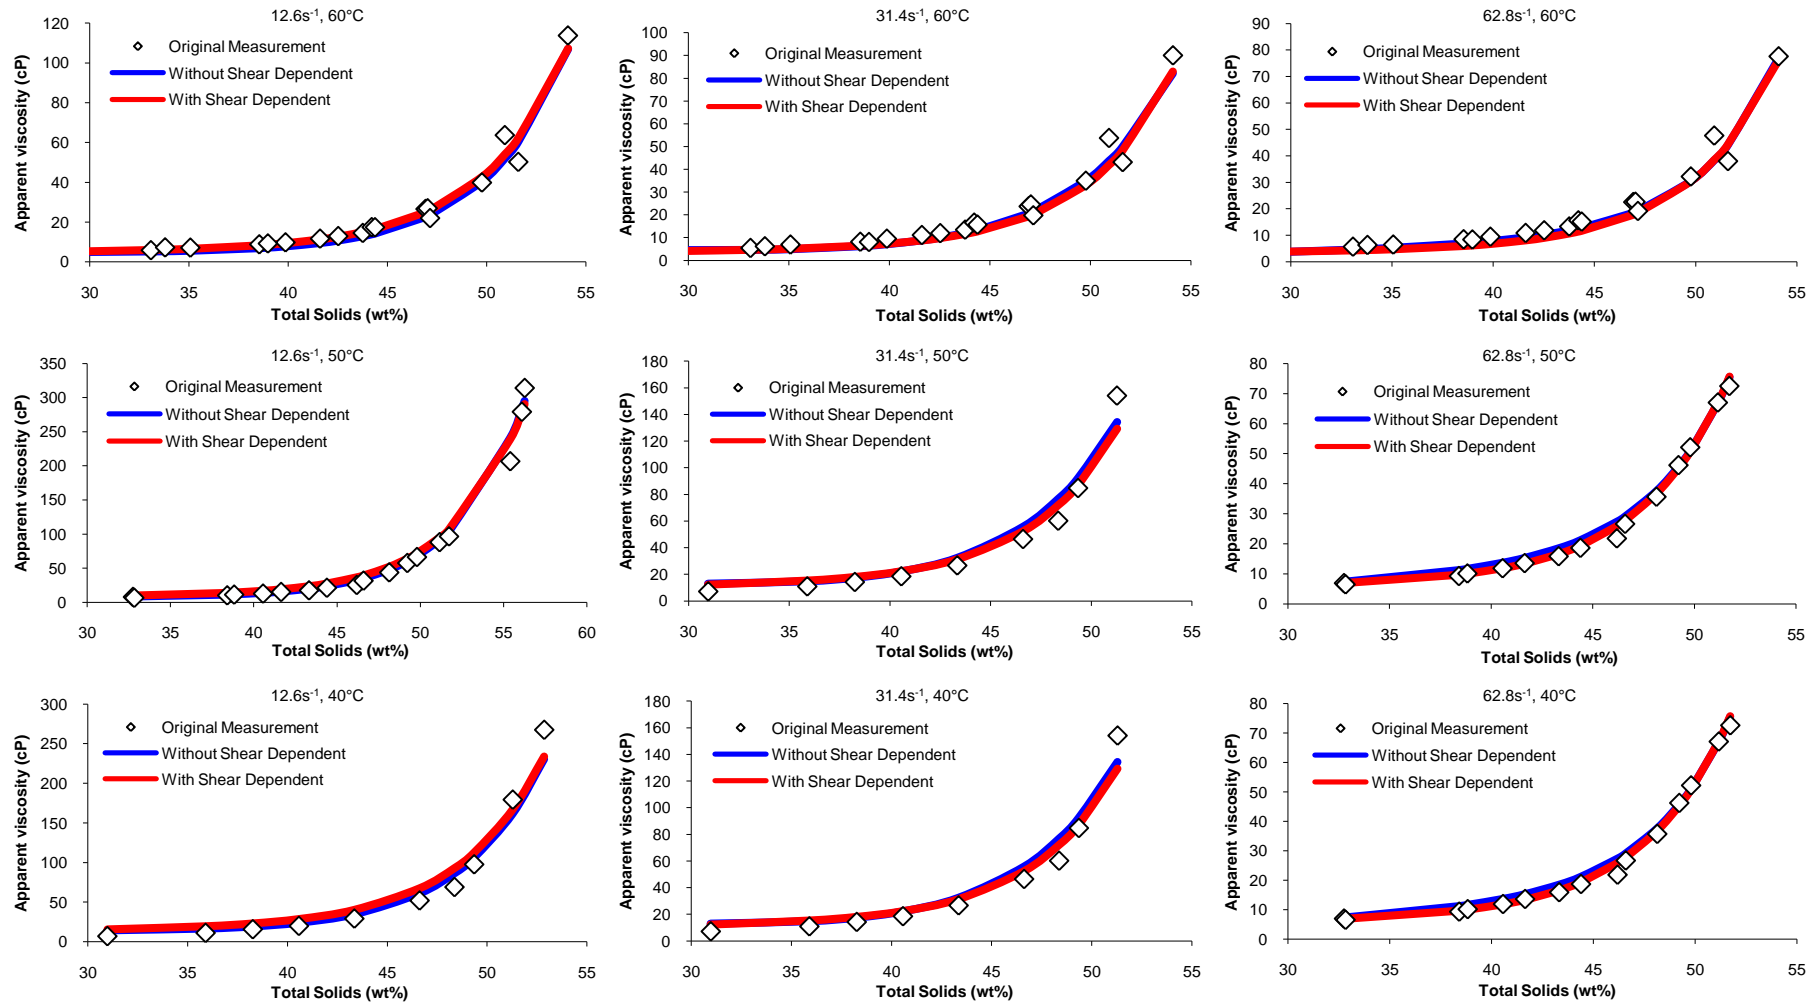 12.6s⁻¹, 60°C
Apparent viscosity (cP)
120
100
80
60
40
20
0
Original Measurement
Without Shear Dependent
With Shear Dependent
30 35 40 45 50 55
Total Solids (wt%)
31.4s⁻¹, 60°C
Apparent viscosity (cP)
100
90
80
70
60
50
40
30
20
10
0
Original Measurement
Without Shear Dependent
With Shear Dependent
30 35 40 45 50 55
Total Solids (wt%)
62.8s⁻¹, 60°C
Apparent viscosity (cP)
90
80
70
60
50
40
30
20
10
0
Original Measurement
Without Shear Dependent
With Shear Dependent
30 35 40 45 50 55
Total Solids (wt%)
12.6s⁻¹, 50°C
Apparent viscosity (cP)
350
300
250
200
150
100
50
0
Original Measurement
Without Shear Dependent
With Shear Dependent
30 35 40 45 50 55 60
Total Solids (wt%)
31.4s⁻¹, 50°C
Apparent viscosity (cP)
180
160
140
120
100
80
60
40
20
0
Original Measurement
Without Shear Dependent
With Shear Dependent
30 35 40 45 50 55
Total Solids (wt%)
62.8s⁻¹, 50°C
Apparent viscosity (cP)
80
70
60
50
40
30
20
10
0
Original Measurement
Without Shear Dependent
With Shear Dependent
30 35 40 45 50 55
Total Solids (wt%)
12.6s⁻¹, 40°C
Apparent viscosity (cP)
300
250
200
150
100
50
0
Original Measurement
Without Shear Dependent
With Shear Dependent
30 35 40 45 50 55
Total Solids (wt%)
31.4s⁻¹, 40°C
Apparent viscosity (cP)
180
160
140
120
100
80
60
40
20
0
Original Measurement
Without Shear Dependent
With Shear Dependent
30 35 40 45 50 55
Total Solids (wt%)
62.8s⁻¹, 40°C
Apparent viscosity (cP)
80
70
60
50
40
30
20
10
0
Original Measurement
Without Shear Dependent
With Shear Dependent
30 35 40 45 50 55
Total Solids (wt%)